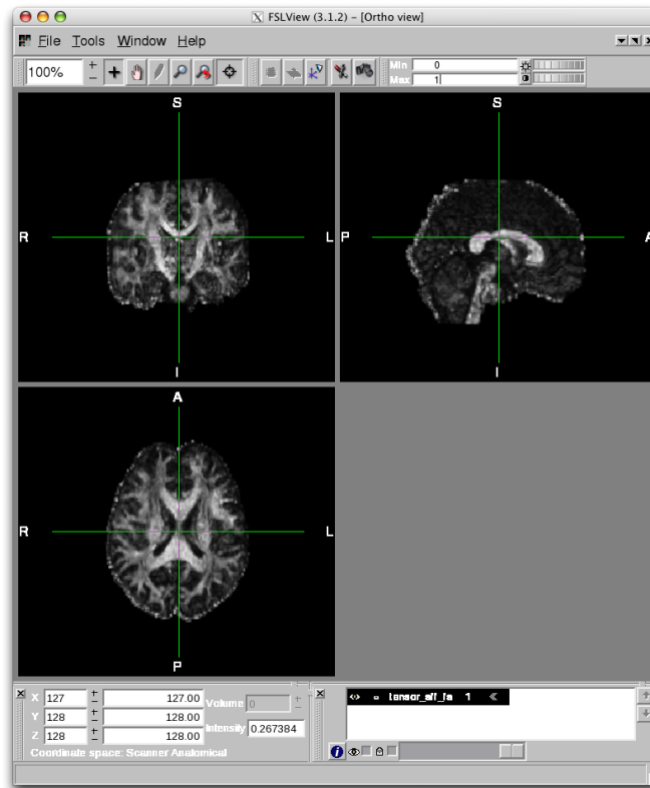 FSLView (3.1.2) - [Ortho view]
File Tools Window Help
100%
Min 0
Max 1
S
R L
I
S
P A
I
A
R L
P
X 127 127.00 Volume 0
Y 128 128.00
Z 128 128.00 Intensity 0.267384
Coordinate space: Scanner Anatomical
1